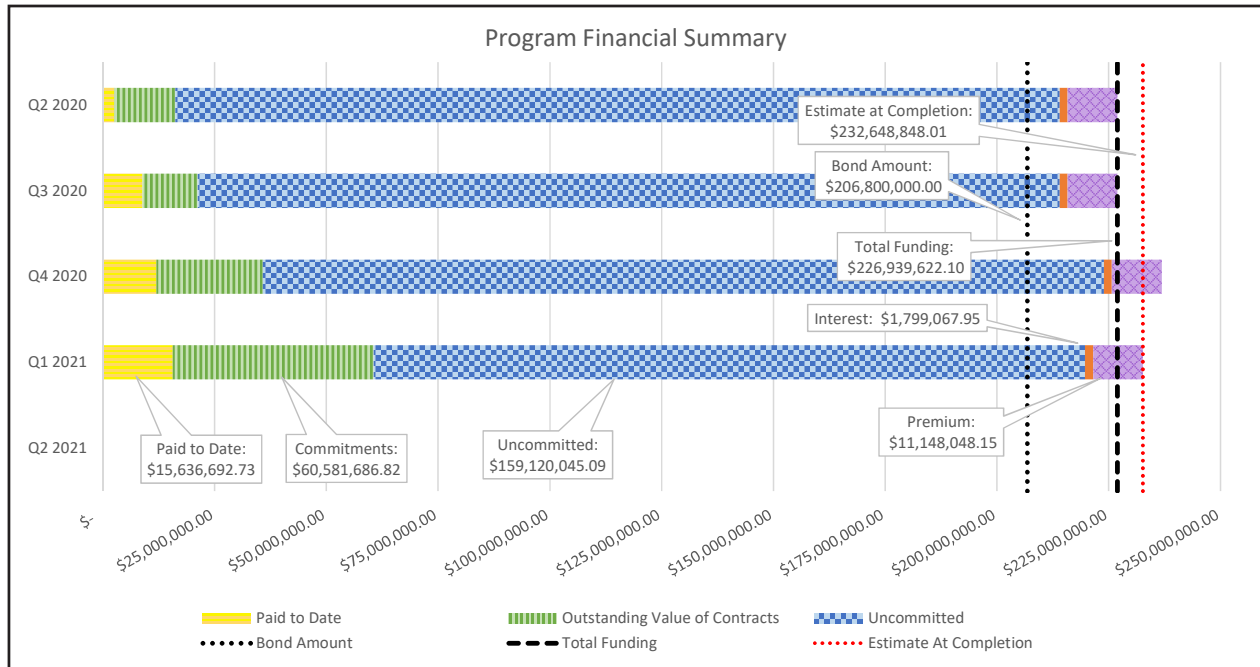 Program Financial Summary
Q2 2020
Estimate at Completion:
$232,648,848.01
Bond Amount:
$206,800,000.00
Q3 2020
Total Funding:
$226,939,622.10
Q4 2020
Interest: $1,799,067.95
Q1 2021
Premium:
$11,148,048.15
Paid to Date:
$15,636,692.73
Commitments:
$60,581,686.82
Uncommitted:
$159,120,045.09
Q2 2021
$-
$25,000,000.00
$50,000,000.00
$75,000,000.00
$100,000,000.00
$125,000,000.00
$150,000,000.00
$175,000,000.00
$200,000,000.00
$225,000,000.00
$250,000,000.00
Paid to Date
Outstanding Value of Contracts
Uncommitted
Bond Amount
Total Funding
Estimate At Completion